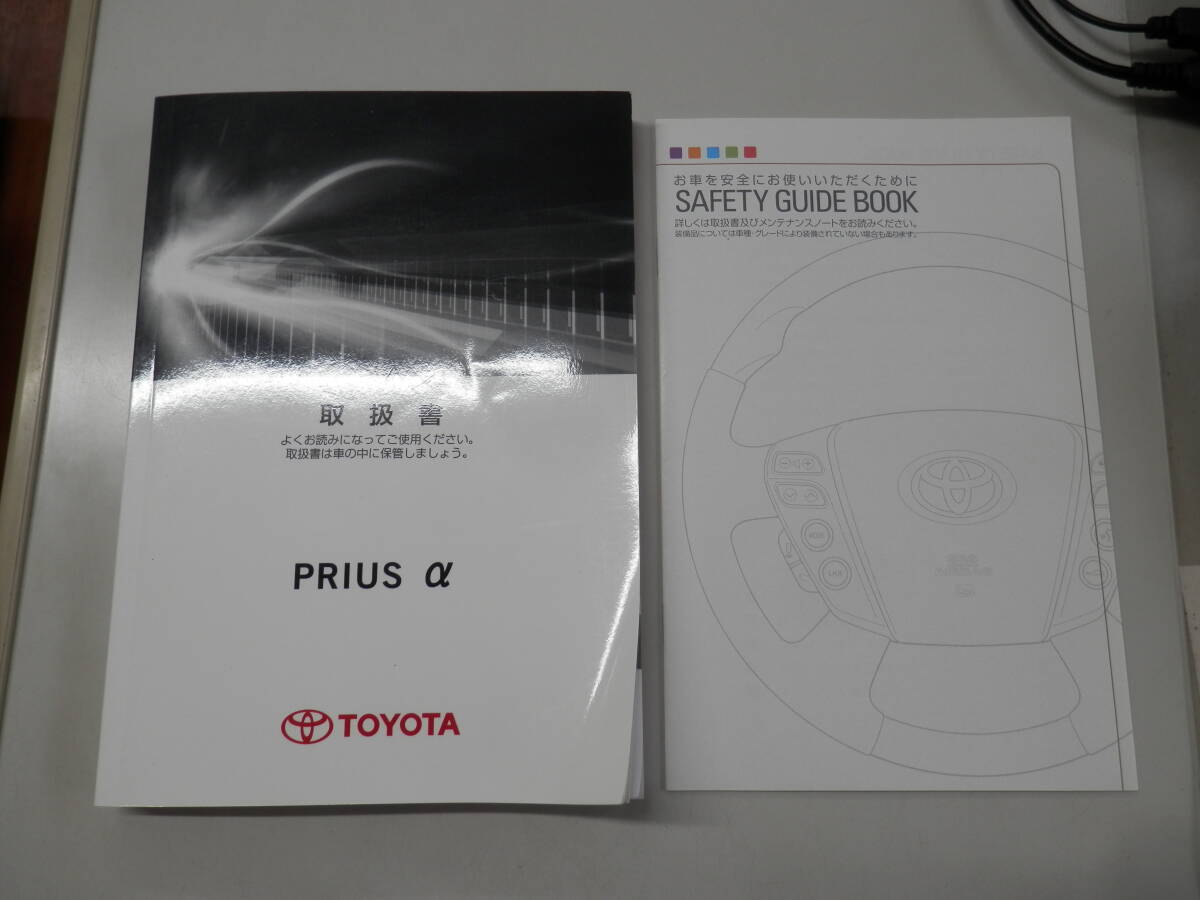 取扱書
よくお読みになってご使用ください。
取扱書は車の中に保管しましょう。
PRIUS α
TOYOTA
お車を安全にお使いいただくために
SAFETY GUIDE BOOK
詳しくは取扱書及びメンテナンスノートをお読みください。
装備品については車種・グレードにより装備されていない場合もあります。